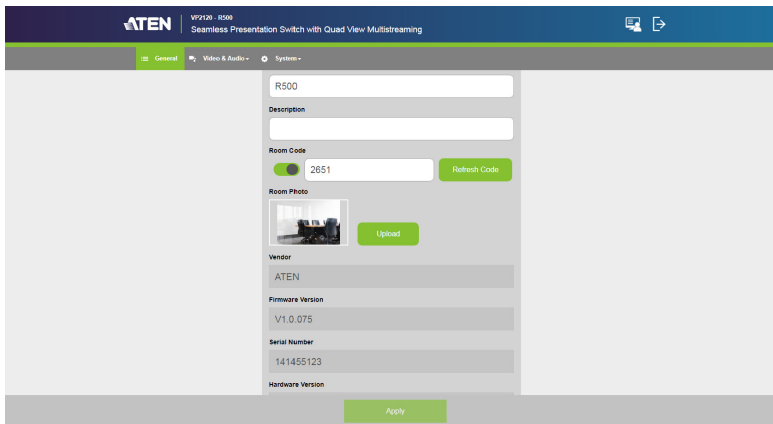 ATEN
VP2120 - R500
Seamless Presentation Switch with Quad View Multistreaming
General Video & Audio System
R500
Description
Room Code
2651 Refresh Code
Room Photo
Upload
Vendor
ATEN
Firmware Version
V1.0.075
Serial Number
141455123
Hardware Version
Apply